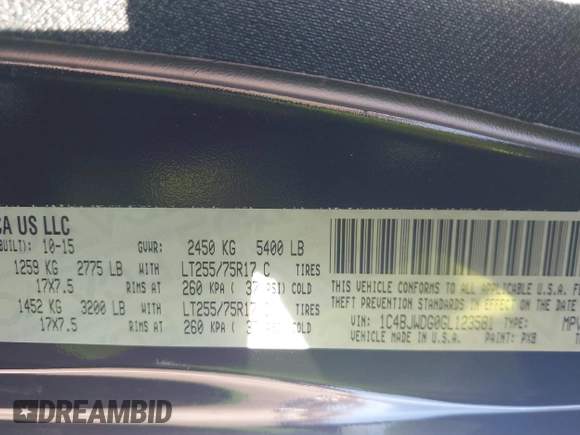 CA US LLC
BUILT): 10-15 GVWR: 2450 KG 5400 LB
1259 KG 2775 LB WITH LT255/75R17 C TIRES
17X7.5 RIMS AT 260 KPA ( 37 PSI) COLD
1452 KG 3200 LB WITH LT255/75R17 TIRES
17X7.5 RIMS AT 260 KPA ( COLD
THIS VEHICLE CONFORMS TO ALL APPLICABLE U.S.A.
THEFT PREVENTION STANDARDS IN EFFECT ON THE DATE
VIN: 1C4BJWDG0GL123581 TYPE: MPV
VEHICLE MADE IN U.S.A. PAINT: PX8
DREAMBID